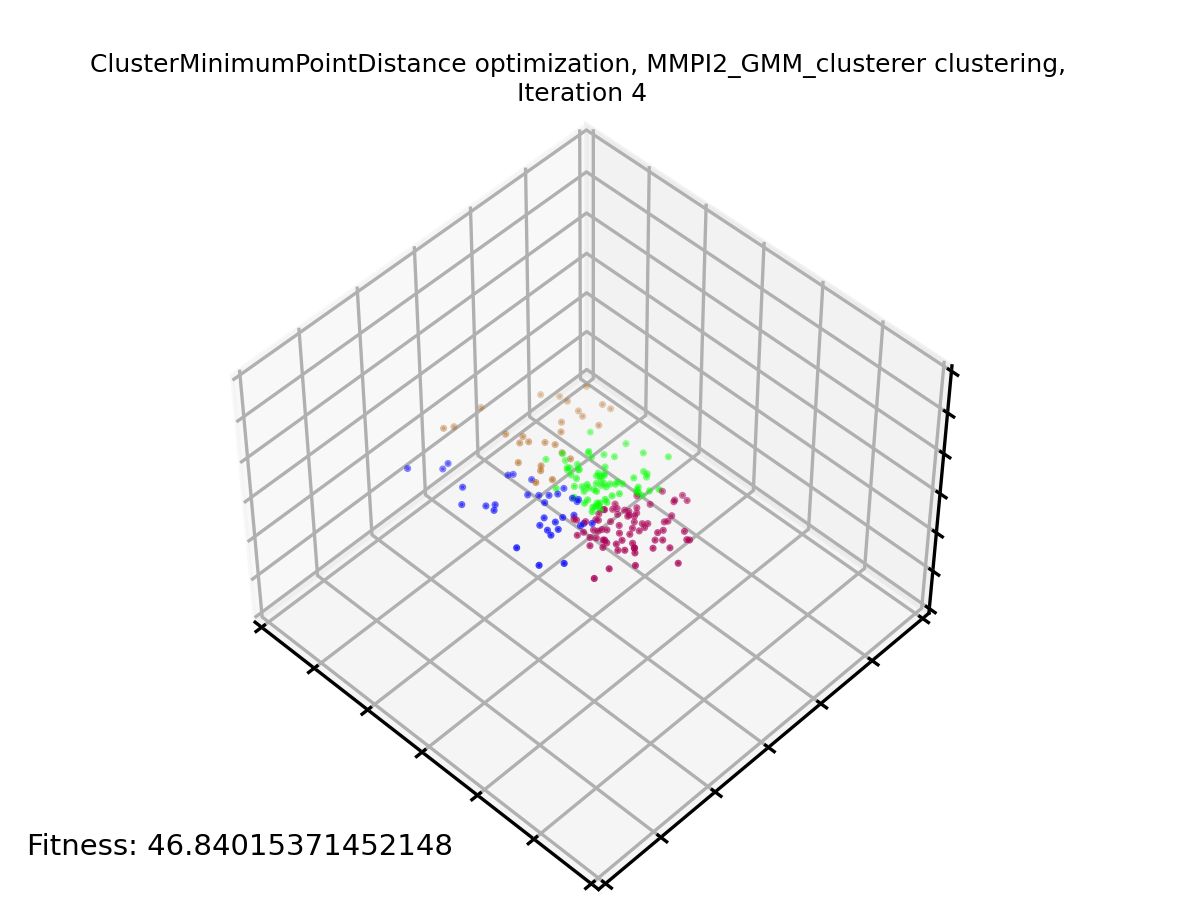 ClusterMinimumPointDistance optimization, MMPI2_GMM_clusterer clustering,
Iteration 4
Fitness: 46.84015371452148